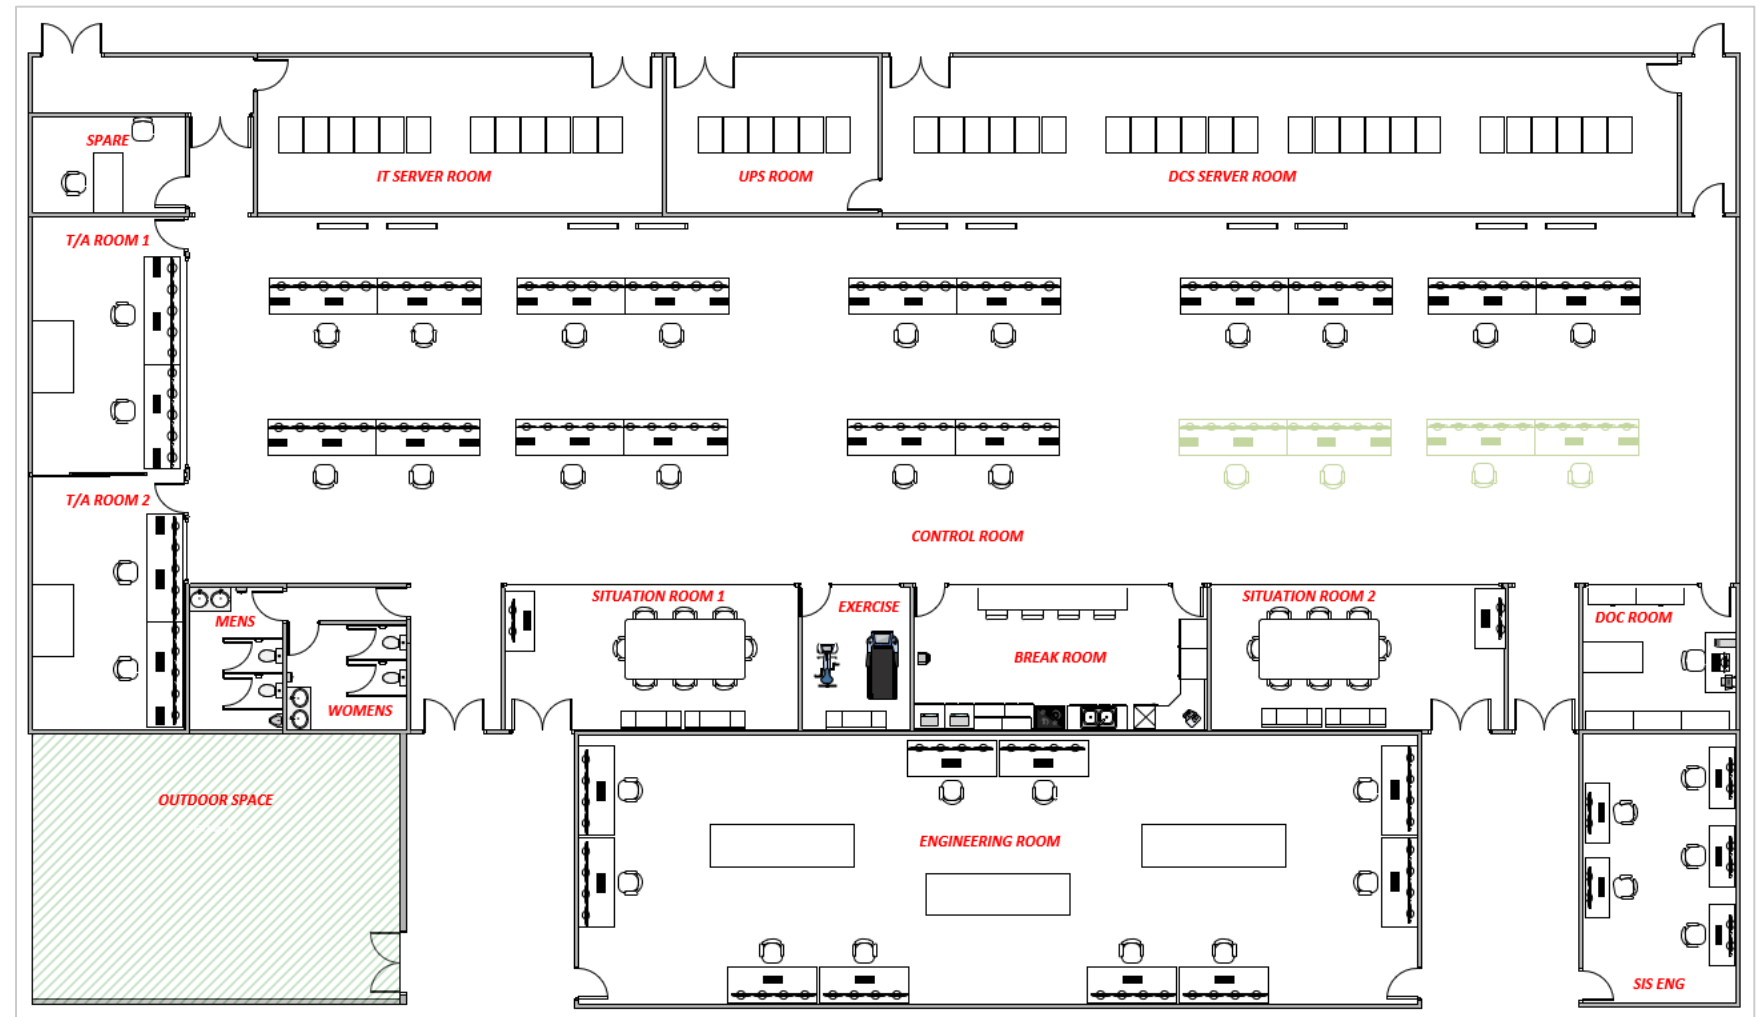 SPARE
IT SERVER ROOM
UPS ROOM
DCS SERVER ROOM
T/A ROOM 1
T/A ROOM 2
CONTROL ROOM
MENS
WOMENS
SITUATION ROOM 1
EXERCISE
BREAK ROOM
SITUATION ROOM 2
DOC ROOM
OUTDOOR SPACE
ENGINEERING ROOM
SIS ENG